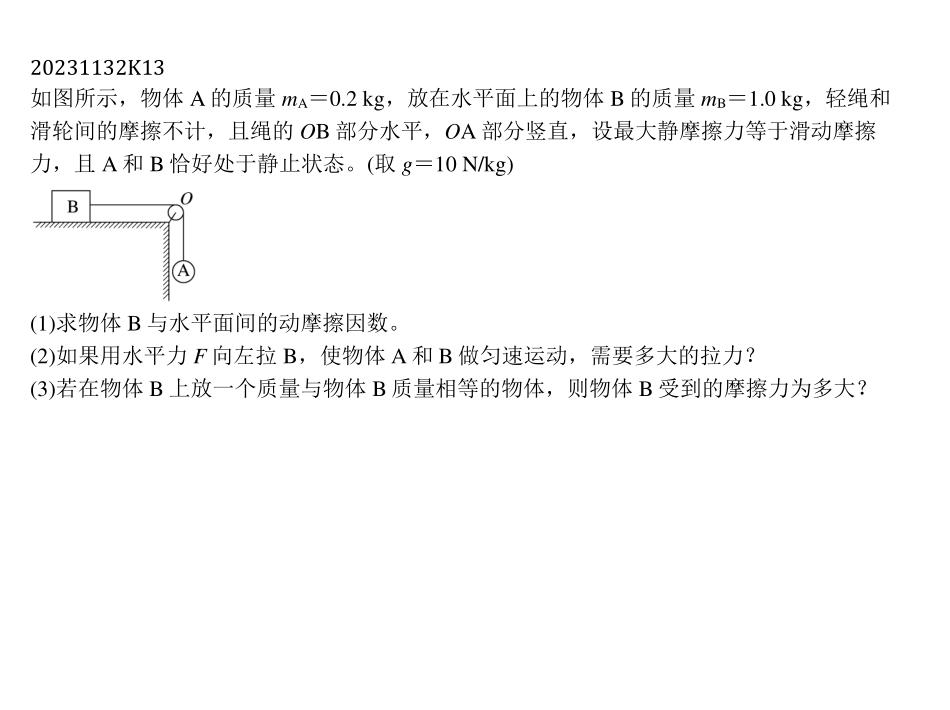 20231132K13
如图所示，物体 A 的质量 mA＝0.2 kg，放在水平面上的物体 B 的质量 mB＝1.0 kg，轻绳和
滑轮间的摩擦不计，且绳的 OB 部分水平，OA 部分竖直，设最大静摩擦力等于滑动摩擦
力，且 A 和 B 恰好处于静止状态。(取 g＝10 N/kg)
B
O
A
(1)求物体 B 与水平面间的动摩擦因数。
(2)如果用水平力 F 向左拉 B，使物体 A 和 B 做匀速运动，需要多大的拉力？
(3)若在物体 B 上放一个质量与物体 B 质量相等的物体，则物体 B 受到的摩擦力为多大？